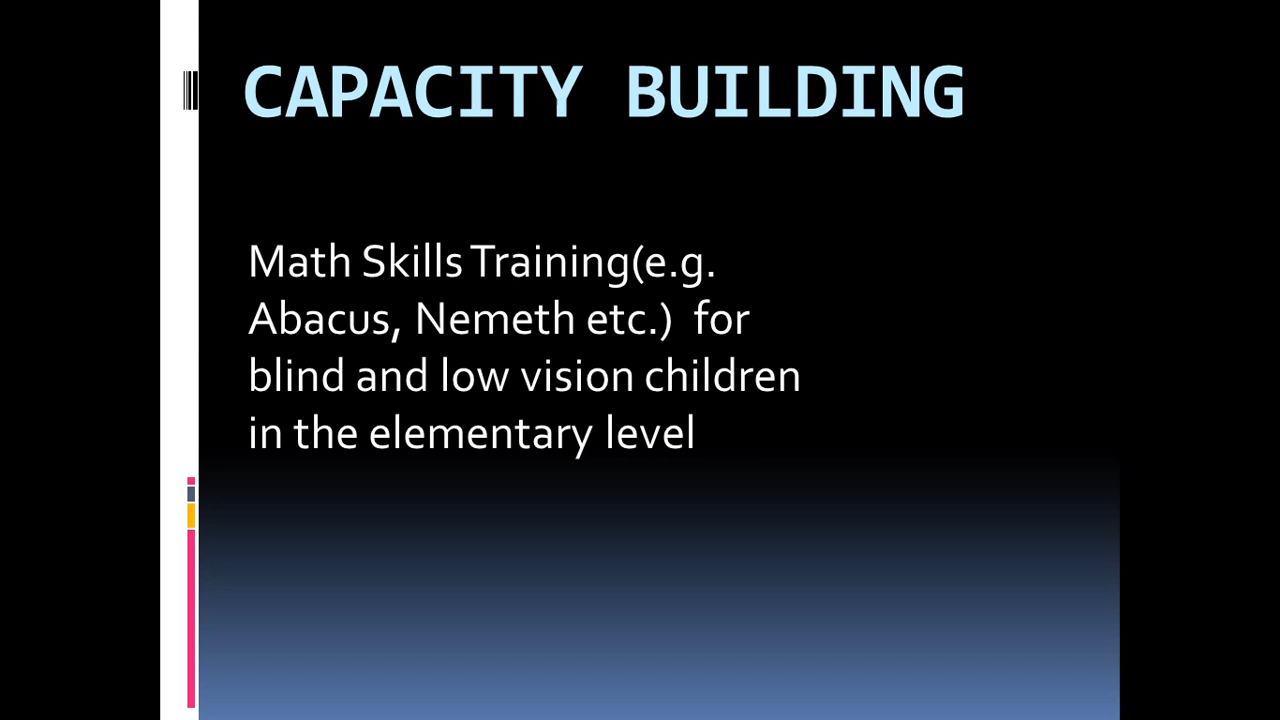 CAPACITY BUILDING
Math Skills Training(e.g.
Abacus, Nemeth etc.)  for
blind and low vision children
in the elementary level